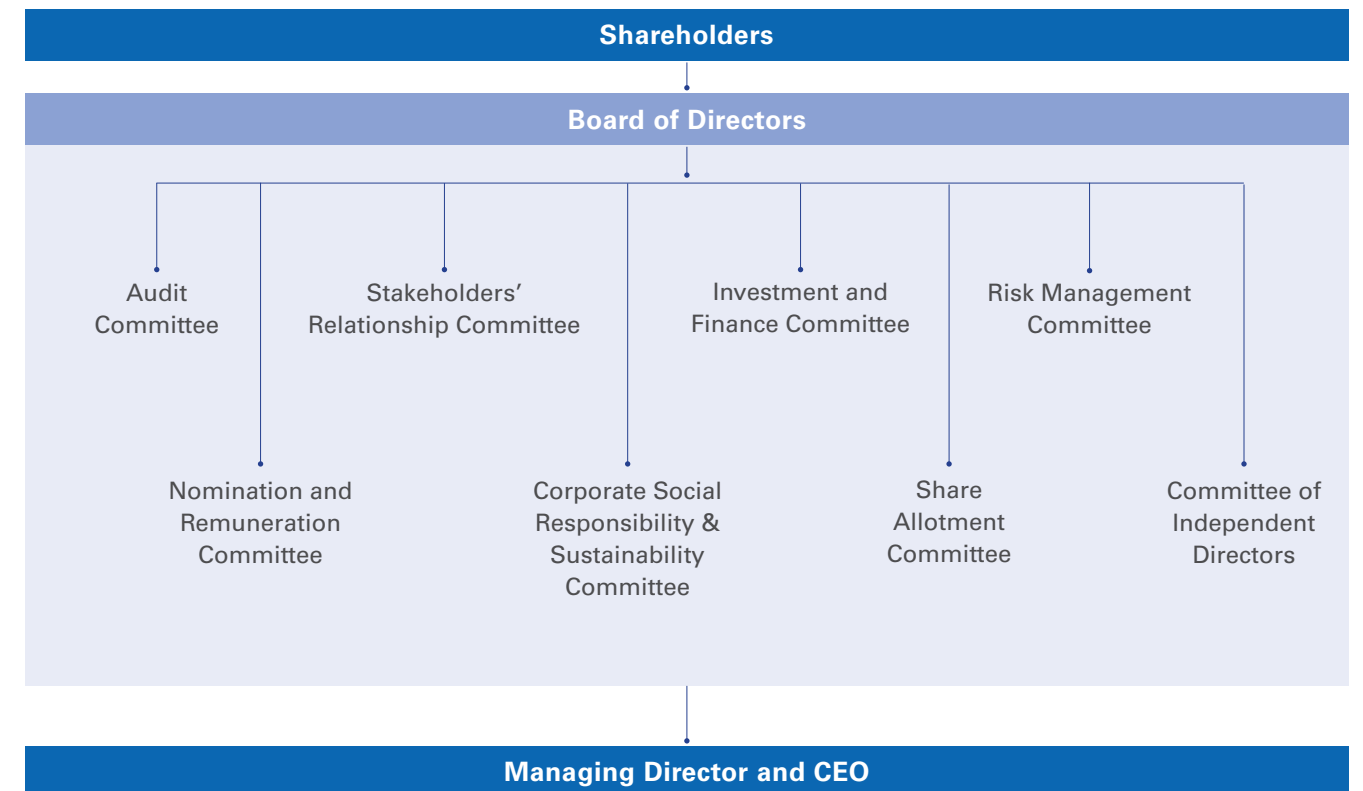 Shareholders
Board of Directors
Audit
Committee
Stakeholders’
Relationship Committee
Investment and
Finance Committee
Risk Management
Committee
Nomination and
Remuneration
Committee
Corporate Social
Responsibility &
Sustainability
Committee
Share
Allotment
Committee
Committee of
Independent
Directors
Managing Director and CEO